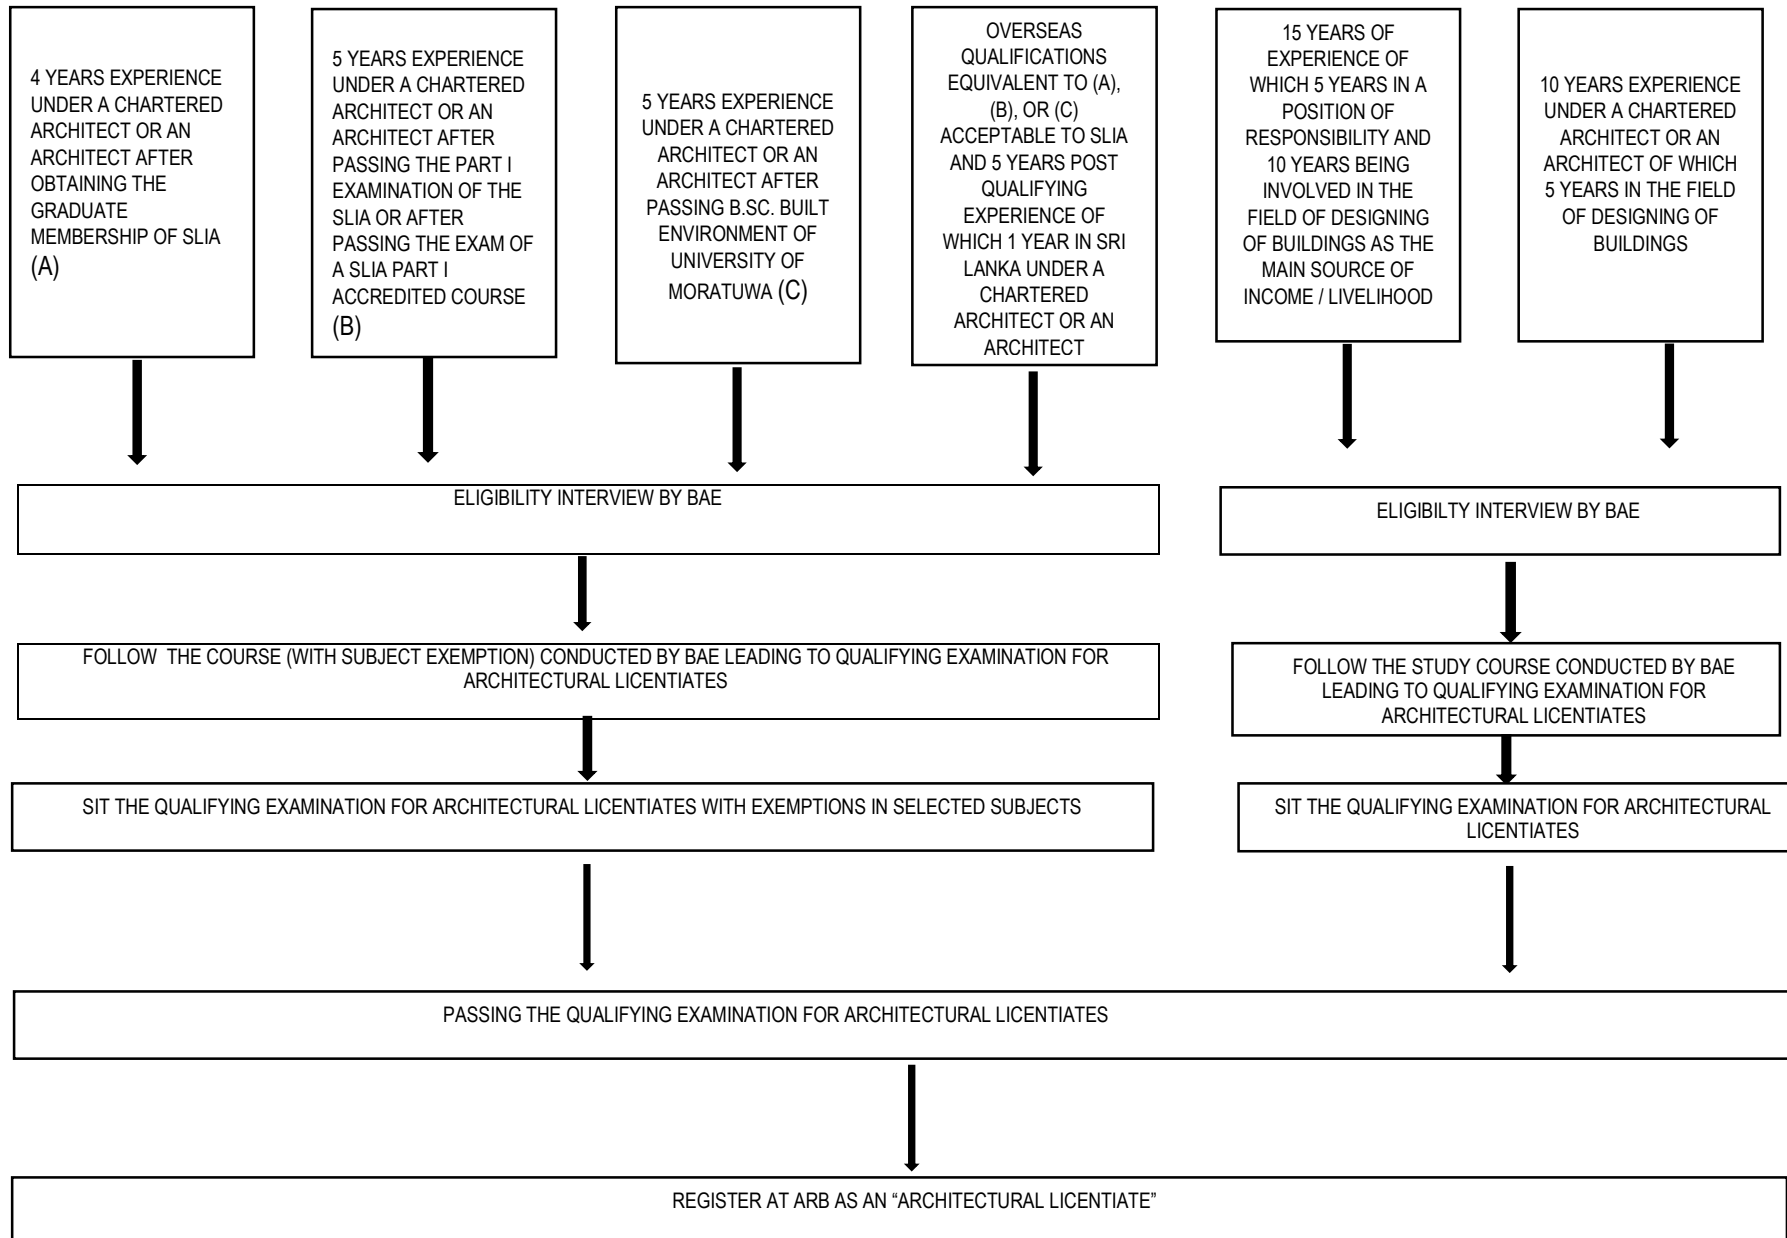 4 YEARS EXPERIENCE
UNDER A CHARTERED
ARCHITECT OR AN
ARCHITECT AFTER
OBTAINING THE
GRADUATE
MEMBERSHIP OF SLIA
(A)
5 YEARS EXPERIENCE
UNDER A CHARTERED
ARCHITECT OR AN
ARCHITECT AFTER
PASSING THE PART I
EXAMINATION OF THE
SLIA OR AFTER
PASSING THE EXAM OF
A SLIA PART I
ACCREDITED COURSE
(B)
5 YEARS EXPERIENCE
UNDER A CHARTERED
ARCHITECT OR AN
ARCHITECT AFTER
PASSING B.SC. BUILT
ENVIRONMENT OF
UNIVERSITY OF
MORATUWA (C)
OVERSEAS
QUALIFICATIONS
EQUIVALENT TO (A),
(B), OR (C)
ACCEPTABLE TO SLIA
AND 5 YEARS POST
QUALIFYING
EXPERIENCE OF
WHICH 1 YEAR IN SRI
LANKA UNDER A
CHARTERED
ARCHITECT OR AN
ARCHITECT
15 YEARS OF
EXPERIENCE OF
WHICH 5 YEARS IN A
POSITION OF
RESPONSIBILITY AND
10 YEARS BEING
INVOLVED IN THE
FIELD OF DESIGNING
OF BUILDINGS AS THE
MAIN SOURCE OF
INCOME / LIVELIHOOD
10 YEARS EXPERIENCE
UNDER A CHARTERED
ARCHITECT OR AN
ARCHITECT OF WHICH
5 YEARS IN THE FIELD
OF DESIGNING OF
BUILDINGS
ELIGIBILITY INTERVIEW BY BAE
ELIGIBILTY INTERVIEW BY BAE
FOLLOW THE COURSE (WITH SUBJECT EXEMPTION) CONDUCTED BY BAE LEADING TO QUALIFYING EXAMINATION FOR
ARCHITECTURAL LICENTIATES
FOLLOW THE STUDY COURSE CONDUCTED BY BAE
LEADING TO QUALIFYING EXAMINATION FOR
ARCHITECTURAL LICENTIATES
SIT THE QUALIFYING EXAMINATION FOR ARCHITECTURAL LICENTIATES WITH EXEMPTIONS IN SELECTED SUBJECTS
SIT THE QUALIFYING EXAMINATION FOR ARCHITECTURAL
LICENTIATES
PASSING THE QUALIFYING EXAMINATION FOR ARCHITECTURAL LICENTIATES
REGISTER AT ARB AS AN “ARCHITECTURAL LICENTIATE”